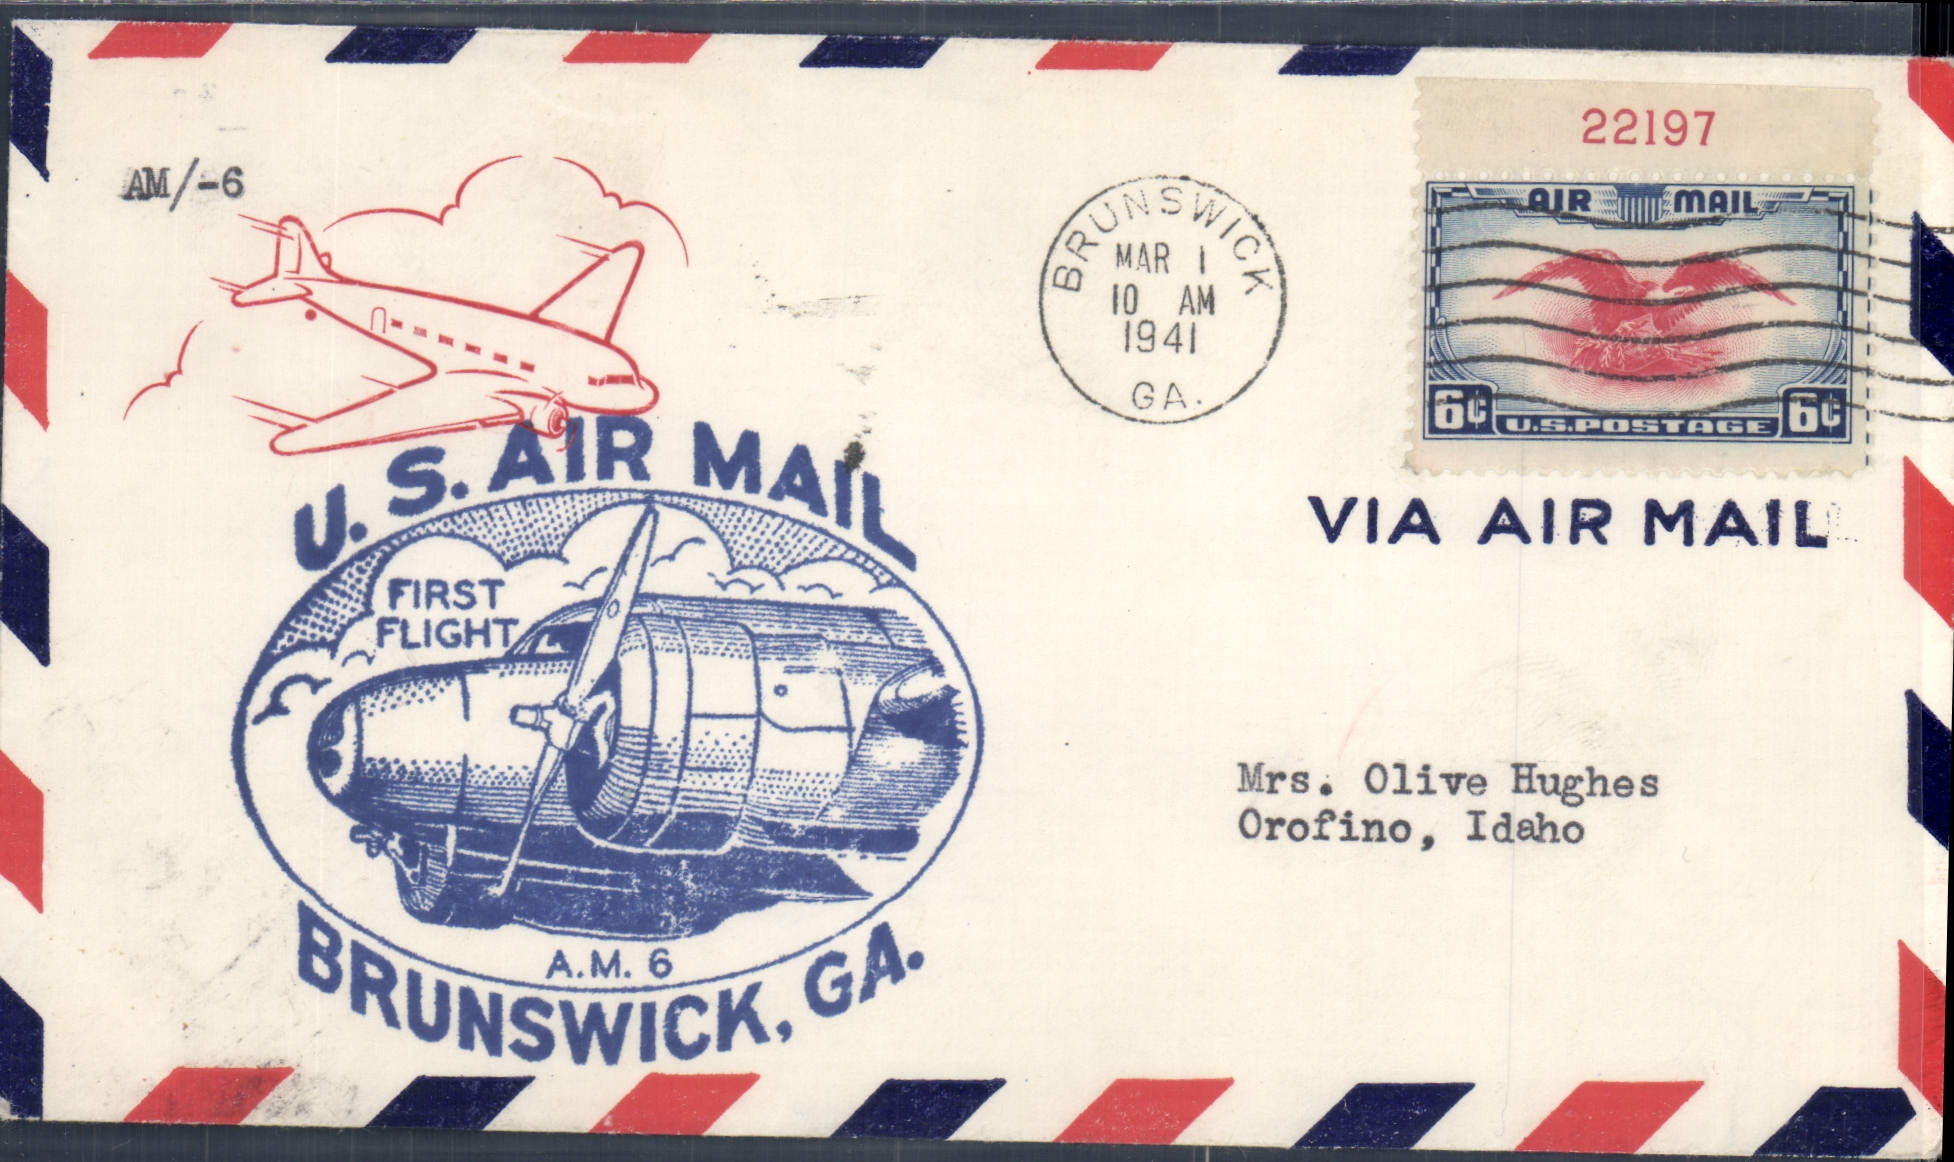 22197
AIR MAIL
6¢ U.S.POSTAGE 6¢
AM/-6
BRUNSWICK
MAR 1
10 AM
1941
GA.
VIA AIR MAIL
U. S. AIR MAIL
FIRST
FLIGHT
A.M. 6
BRUNSWICK, GA.
Mrs. Olive Hughes
Orofino, Idaho